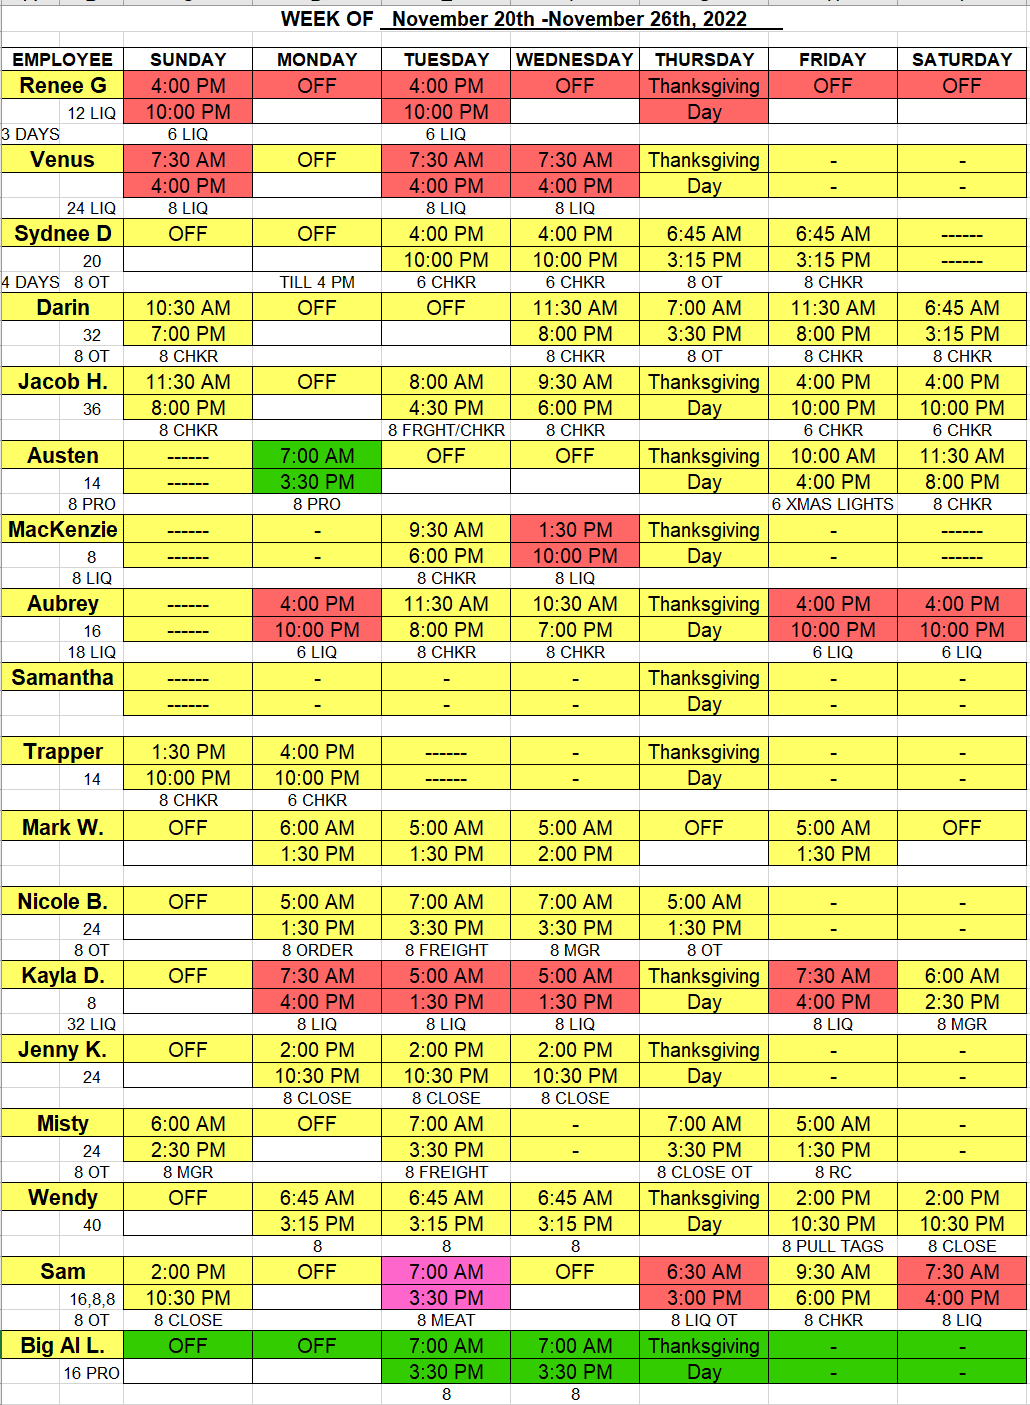 WEEK OF November 20th -November 26th, 2022
EMPLOYEE SUNDAY MONDAY TUESDAY WEDNESDAY THURSDAY FRIDAY SATURDAY
Renee G 4:00 PM OFF 4:00 PM OFF Thanksgiving OFF OFF
12 LIQ 10:00 PM 10:00 PM Day
3 DAYS 6 LIQ 6 LIQ
Venus 7:30 AM OFF 7:30 AM 7:30 AM Thanksgiving - -
4:00 PM 4:00 PM 4:00 PM Day - -
24 LIQ 8 LIQ 8 LIQ 8 LIQ
Sydnee D OFF OFF 4:00 PM 4:00 PM 6:45 AM 6:45 AM ------
20 10:00 PM 10:00 PM 3:15 PM 3:15 PM ------
4 DAYS 8 OT TILL 4 PM 6 CHKR 6 CHKR 8 OT 8 CHKR
Darin 10:30 AM OFF OFF 11:30 AM 7:00 AM 11:30 AM 6:45 AM
32 7:00 PM 8:00 PM 3:30 PM 8:00 PM 3:15 PM
8 OT 8 CHKR 8 CHKR 8 OT 8 CHKR 8 CHKR
Jacob H. 11:30 AM OFF 8:00 AM 9:30 AM Thanksgiving 4:00 PM 4:00 PM
36 8:00 PM 4:30 PM 6:00 PM Day 10:00 PM 10:00 PM
8 CHKR 8 FRGHT/CHKR 8 CHKR 6 CHKR 6 CHKR
Austen ------ 7:00 AM OFF OFF Thanksgiving 10:00 AM 11:30 AM
14 ------ 3:30 PM Day 4:00 PM 8:00 PM
8 PRO 8 PRO 6 XMAS LIGHTS 8 CHKR
MacKenzie ------ - 9:30 AM 1:30 PM Thanksgiving - ------
8 ------ - 6:00 PM 10:00 PM Day - ------
8 LIQ 8 CHKR 8 LIQ
Aubrey ------ 4:00 PM 11:30 AM 10:30 AM Thanksgiving 4:00 PM 4:00 PM
16 ------ 10:00 PM 8:00 PM 7:00 PM Day 10:00 PM 10:00 PM
18 LIQ 6 LIQ 8 CHKR 8 CHKR 6 LIQ 6 LIQ
Samantha ------ - - - Thanksgiving - -
------ - - - Day - -
Trapper 1:30 PM 4:00 PM ------ - Thanksgiving - -
14 10:00 PM 10:00 PM ------ - Day - -
8 CHKR 6 CHKR
Mark W. OFF 6:00 AM 5:00 AM 5:00 AM OFF 5:00 AM OFF
1:30 PM 1:30 PM 2:00 PM 1:30 PM
Nicole B. OFF 5:00 AM 7:00 AM 7:00 AM 5:00 AM - -
24 1:30 PM 3:30 PM 3:30 PM 1:30 PM - -
8 OT 8 ORDER 8 FREIGHT 8 MGR 8 OT
Kayla D. OFF 7:30 AM 5:00 AM 5:00 AM Thanksgiving 7:30 AM 6:00 AM
8 4:00 PM 1:30 PM 1:30 PM Day 4:00 PM 2:30 PM
32 LIQ 8 LIQ 8 LIQ 8 LIQ 8 LIQ 8 MGR
Jenny K. OFF 2:00 PM 2:00 PM 2:00 PM Thanksgiving - -
24 10:30 PM 10:30 PM 10:30 PM Day - -
8 CLOSE 8 CLOSE 8 CLOSE
Misty 6:00 AM OFF 7:00 AM - 7:00 AM 5:00 AM -
24 2:30 PM 3:30 PM - 3:30 PM 1:30 PM -
8 OT 8 MGR 8 FREIGHT 8 CLOSE OT 8 RC
Wendy OFF 6:45 AM 6:45 AM 6:45 AM Thanksgiving 2:00 PM 2:00 PM
40 3:15 PM 3:15 PM 3:15 PM Day 10:30 PM 10:30 PM
8 8 8 8 PULL TAGS 8 CLOSE
Sam 2:00 PM OFF 7:00 AM OFF 6:30 AM 9:30 AM 7:30 AM
16,8,8 10:30 PM 3:30 PM 3:00 PM 6:00 PM 4:00 PM
8 OT 8 CLOSE 8 MEAT 8 LIQ OT 8 CHKR 8 LIQ
Big Al L. OFF OFF 7:00 AM 7:00 AM Thanksgiving - -
16 PRO 3:30 PM 3:30 PM Day - -
8 8